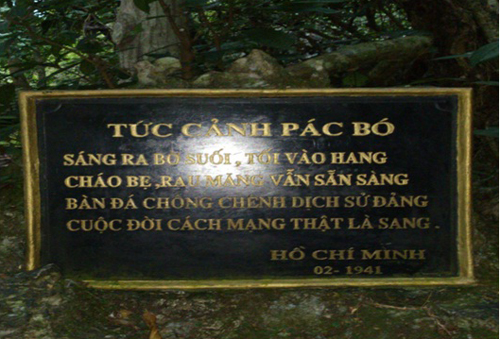 TỨC CẢNH PÁC BÓ
SÁNG RA BỜ SUỐI, TỐI VÀO HANG
CHÁO BẸ, RAU MĂNG VẪN SẴN SÀNG
BÀN ĐÁ CHÔNG CHÊNH DỊCH SỬ ĐẢNG
CUỘC ĐỜI CÁCH MẠNG THẬT LÀ SANG.
HỒ CHÍ MINH
02- 1941